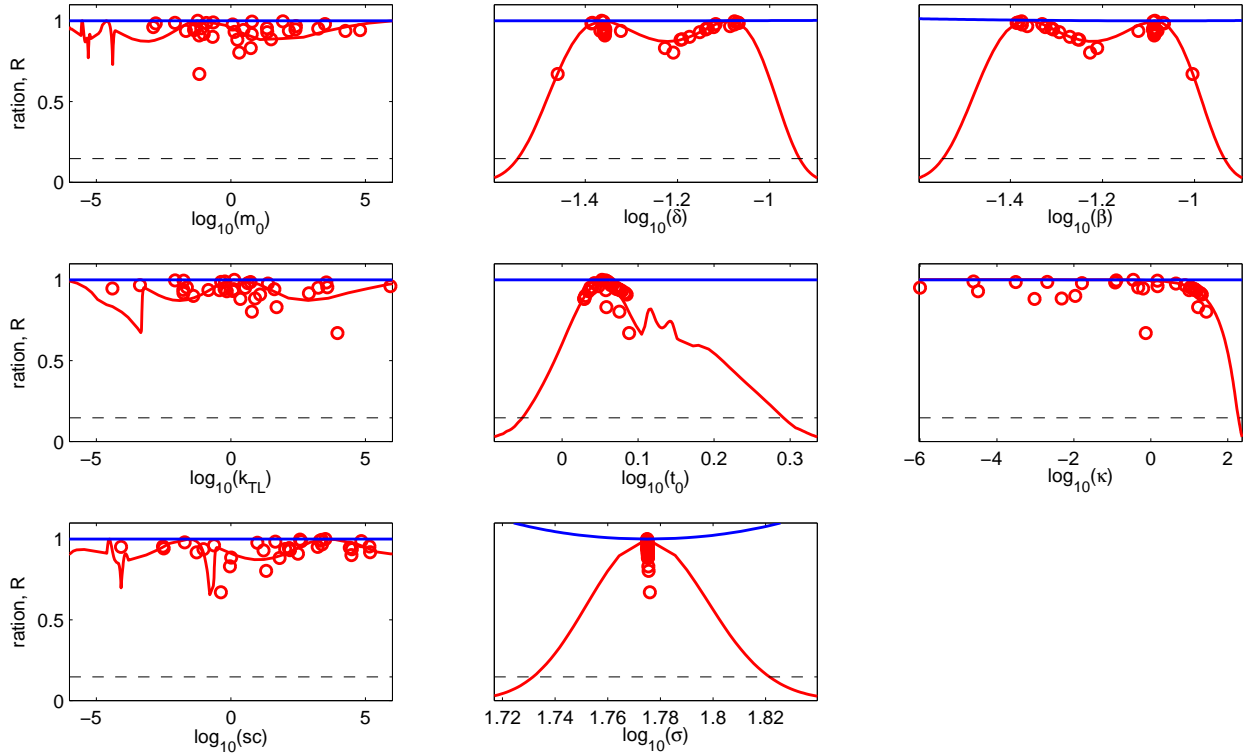 ration, R
1
0.5
0
−5 0 5
log10(m0)
−1.4 −1.2 −1
log10(δ)
−1.4 −1.2 −1
log10(β)
ration, R
1
0.5
0
−5 0 5
log10(kTL)
0 0.1 0.2 0.3
log10(t0)
−6 −4 −2 0 2
log10(κ)
ration, R
1
0.5
0
−5 0 5
log10(sc)
1.72 1.74 1.76 1.78 1.8 1.82
log10(σ)